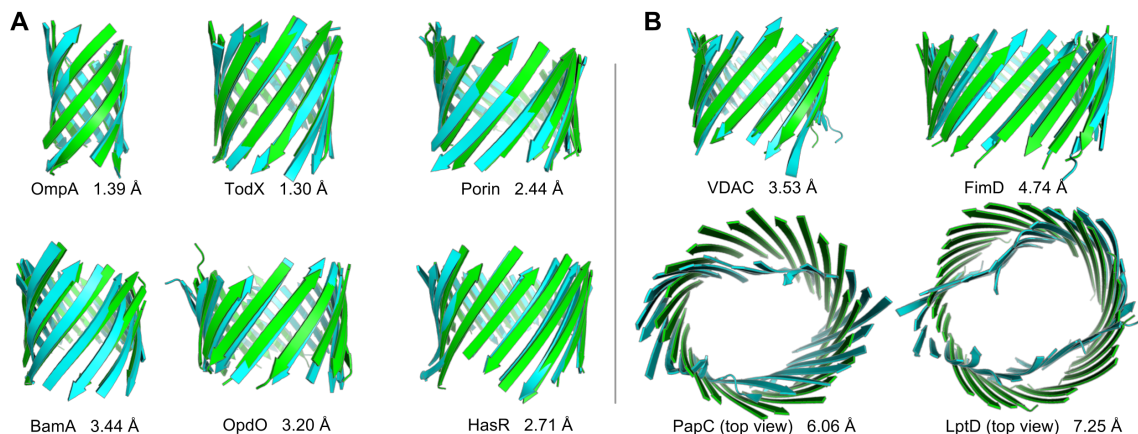 A
B
OmpA 1.39 Å
TodX 1.30 Å
Porin 2.44 Å
VDAC 3.53 Å
FimD 4.74 Å
BamA 3.44 Å
OpdO 3.20 Å
HasR 2.71 Å
PapC (top view) 6.06 Å
LptD (top view) 7.25 Å